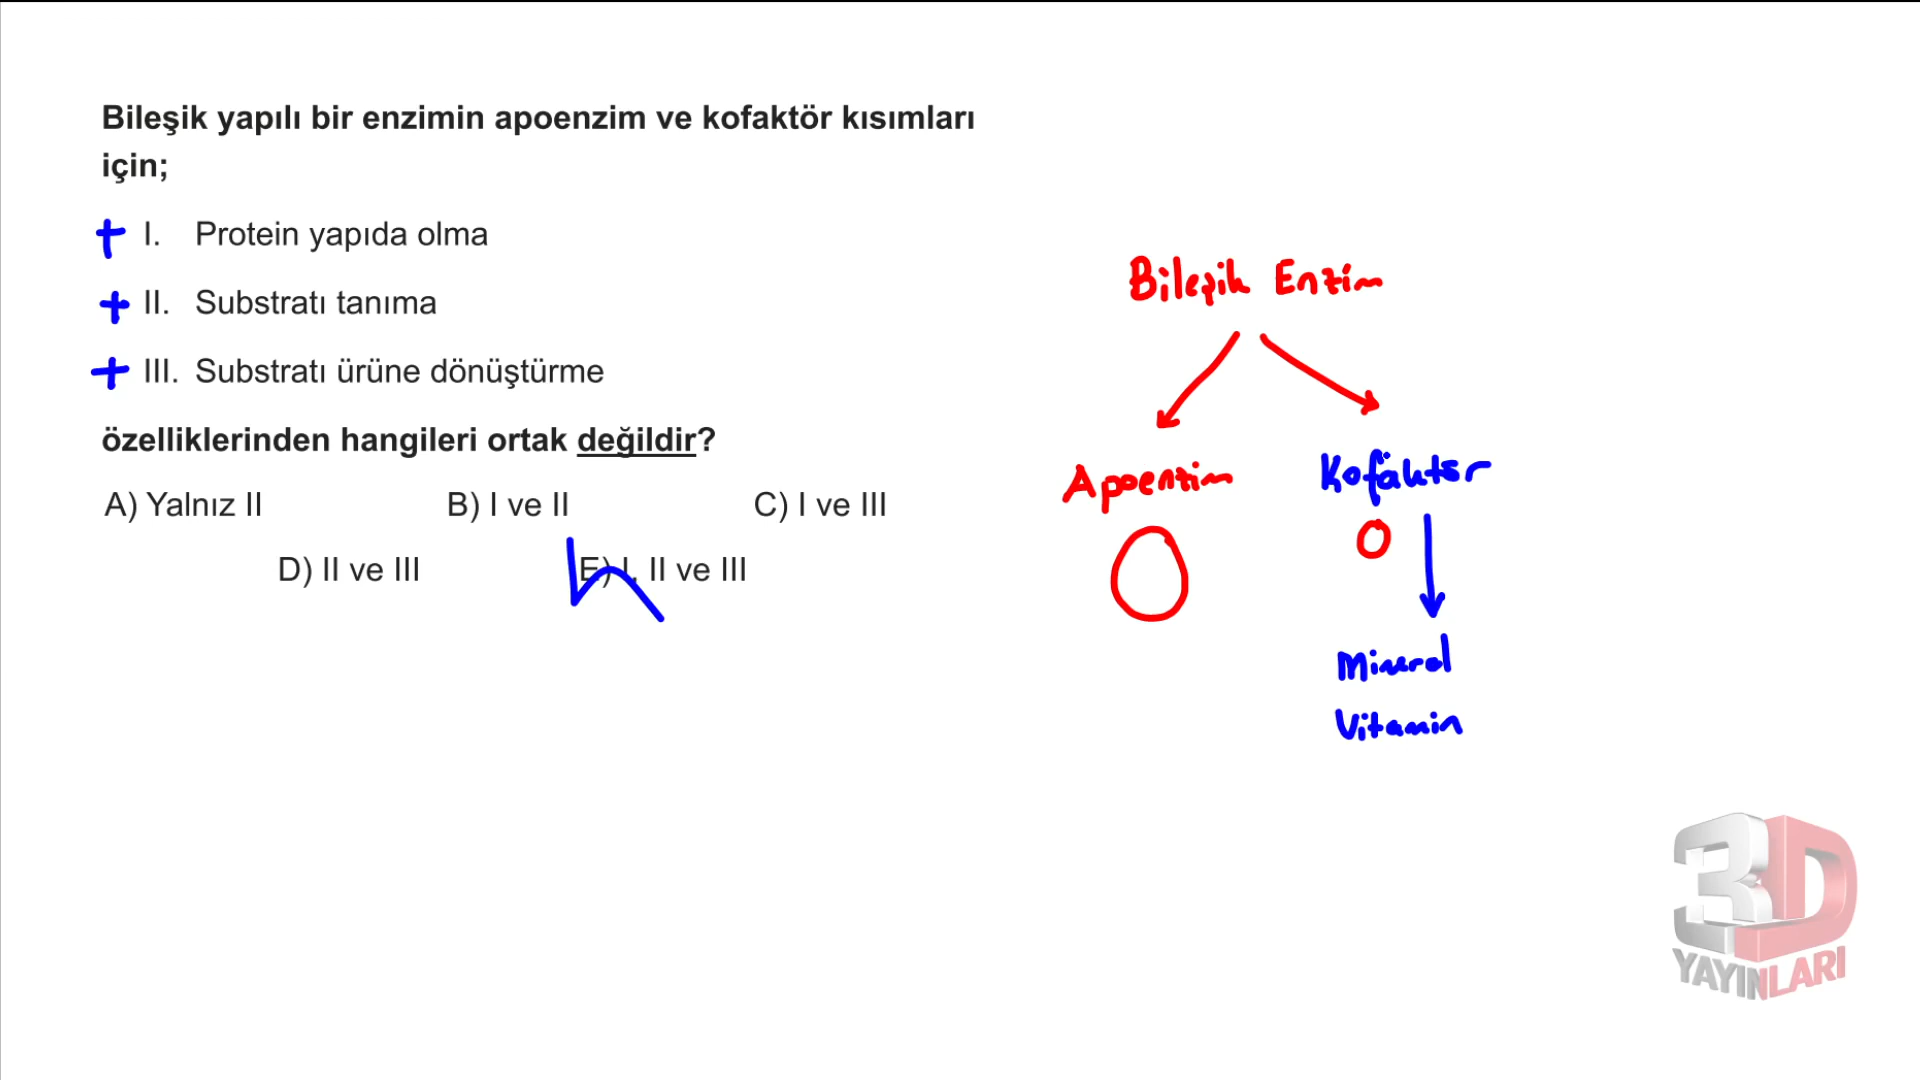 Bileşik yapılı bir enzimin apoenzim ve kofaktör kısımları
için;
+ I. Protein yapıda olma
+ II. Substratı tanıma
+ III. Substratı ürüne dönüştürme
özelliklerinden hangileri ortak değildir?
A) Yalnız II B) I ve II C) I ve III
D) II ve III E) I, II ve III
Bileşik Enzim
Apoenzim Kofaktör
Mineral
Vitamin
3D
YAYINLARI